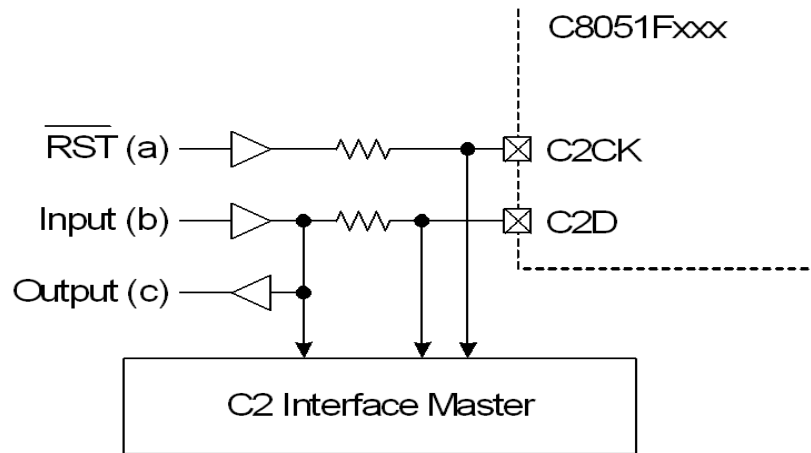 C8051Fxxx
RST (a)
C2CK
Input (b)
C2D
Output (c)
C2 Interface Master